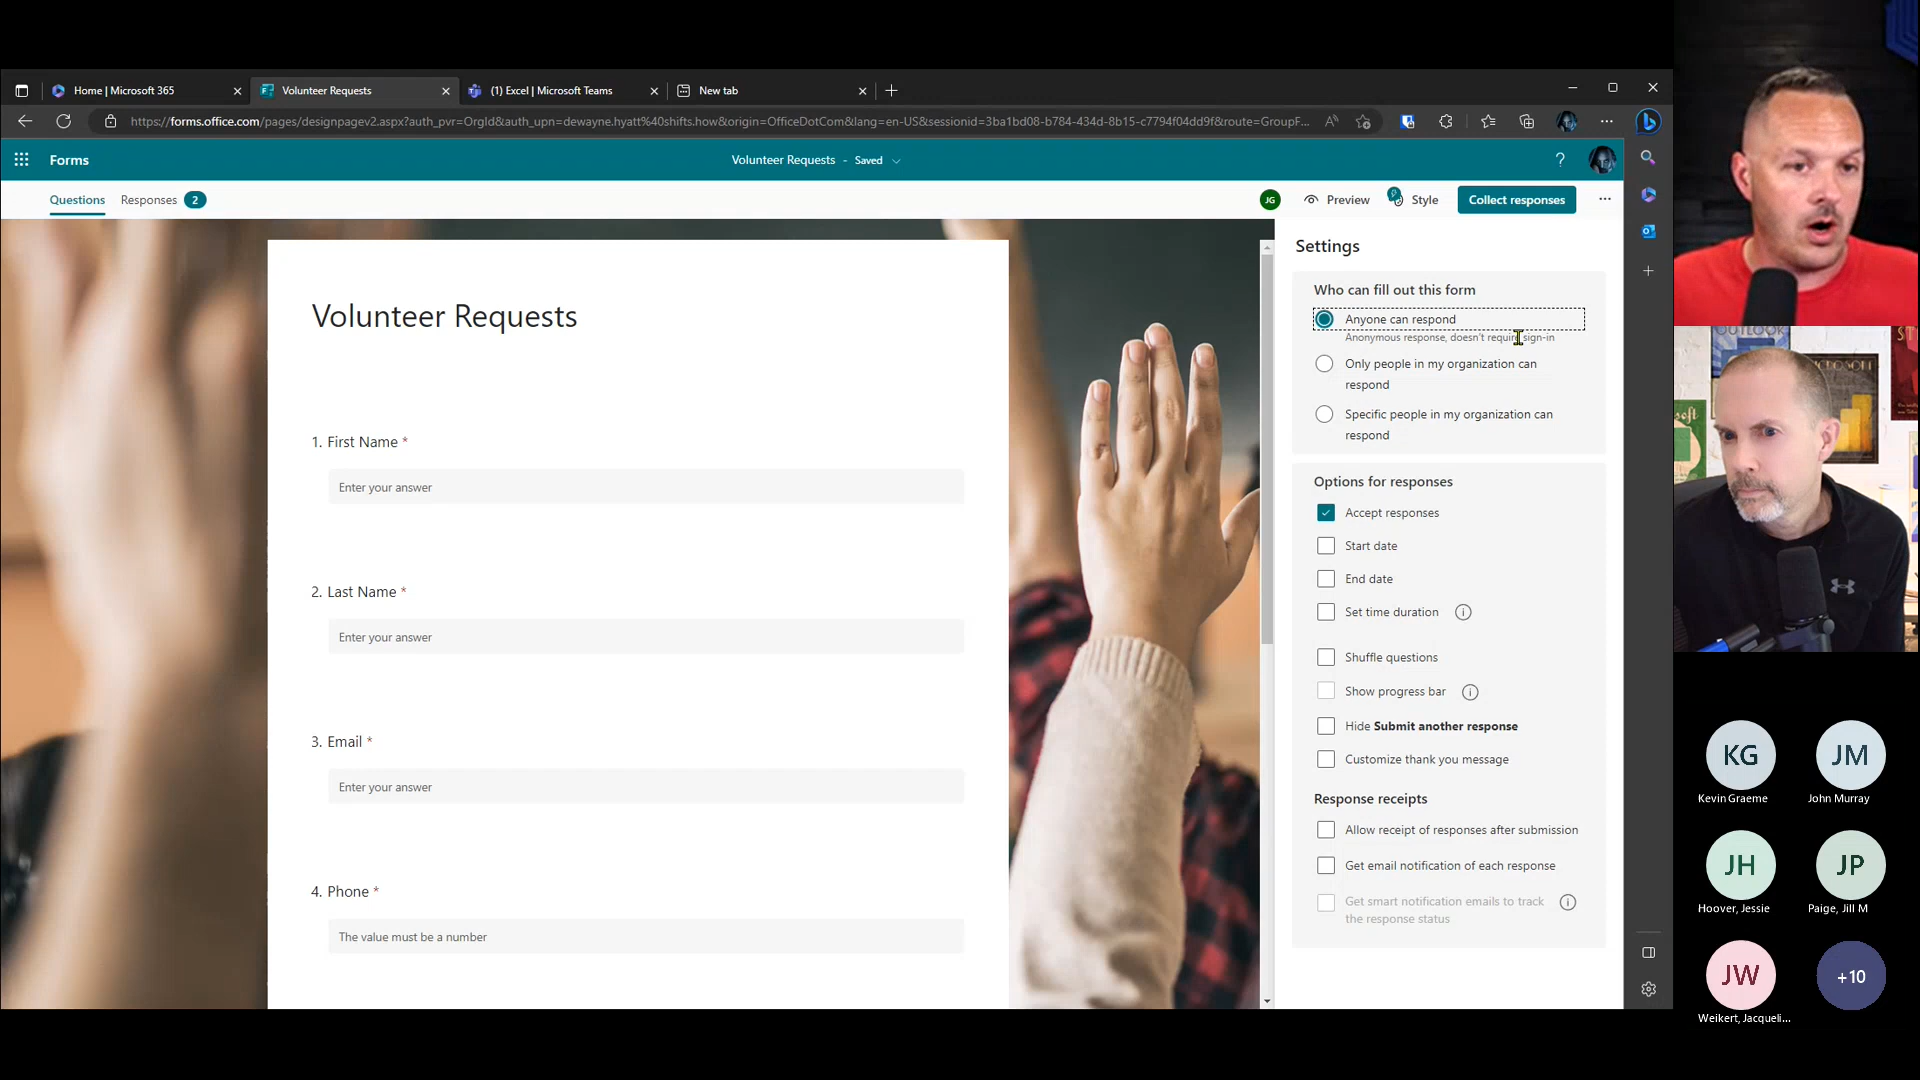 Home | Microsoft 365
Volunteer Requests
(1) Excel | Microsoft Teams
New tab
https://forms.office.com/pages/designpagev2.aspx?auth_pvr=OrgId&auth_upn=dewayne.hyatt%40shifts.how&origin=OfficeDotCom&lang=en-US&sessionid=3ba1bd08-b784-434d-8b15-c7794f04dd9f&route=GroupF...
Forms
Volunteer Requests - Saved
?
Questions
Responses 2
JG
Preview
Style
Collect responses
Volunteer Requests
1. First Name *
Enter your answer
2. Last Name *
Enter your answer
3. Email *
Enter your answer
4. Phone *
The value must be a number
Settings
Who can fill out this form
Anyone can respond
Anonymous response, doesn't require sign-in
Only people in my organization can
respond
Specific people in my organization can
respond
Options for responses
Accept responses
Start date
End date
Set time duration
Shuffle questions
Show progress bar
Hide Submit another response
Customize thank you message
Response receipts
Allow receipt of responses after submission
Get email notification of each response
Get smart notification emails to track
the response status
OUTLOOK
KG
Kevin Graeme
JM
John Murray
JH
Hoover, Jessie
JP
Paige, Jill M
JW
Weikert, Jacqueli...
+10